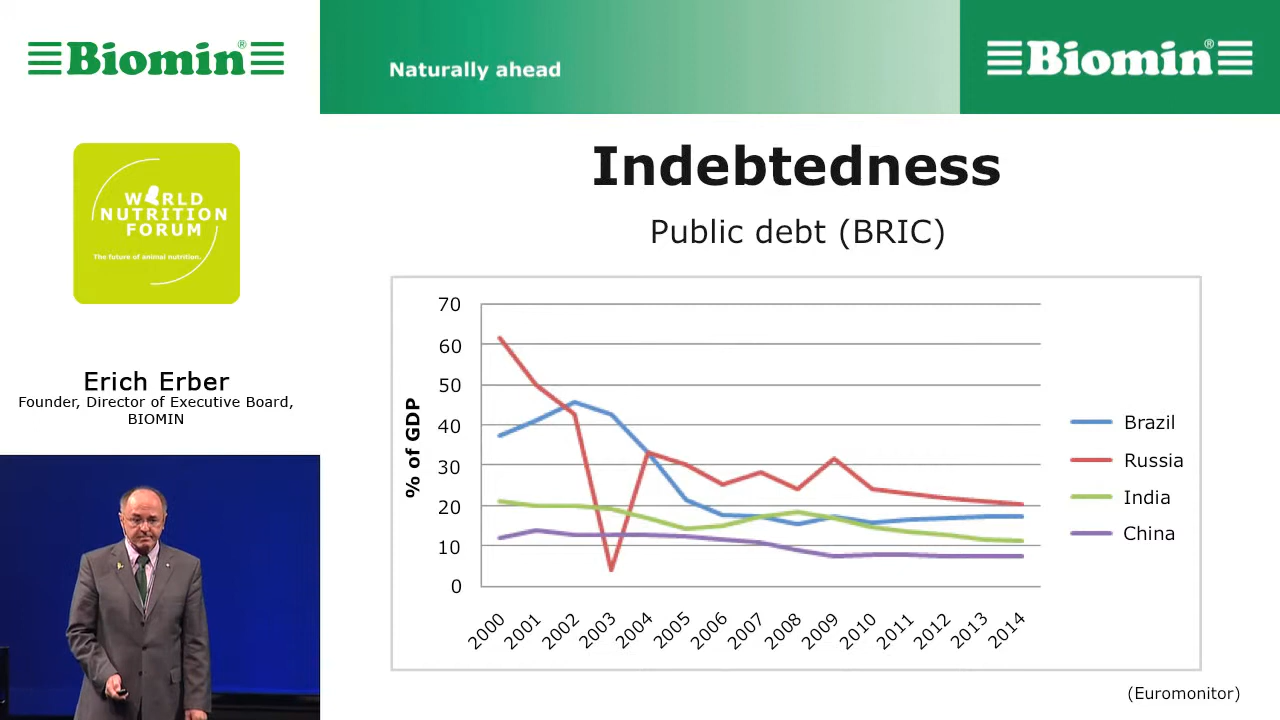 Biomin®
Naturally ahead
Biomin®
WORLD
NUTRITION
FORUM
The future of animal nutrition.
Erich Erber
Founder, Director of Executive Board,
BIOMIN
Indebtedness
Public debt (BRIC)
% of GDP
70
60
50
40
30
20
10
0
2000
2001
2002
2003
2004
2005
2006
2007
2008
2009
2010
2011
2012
2013
2014
Brazil
Russia
India
China
(Euromonitor)